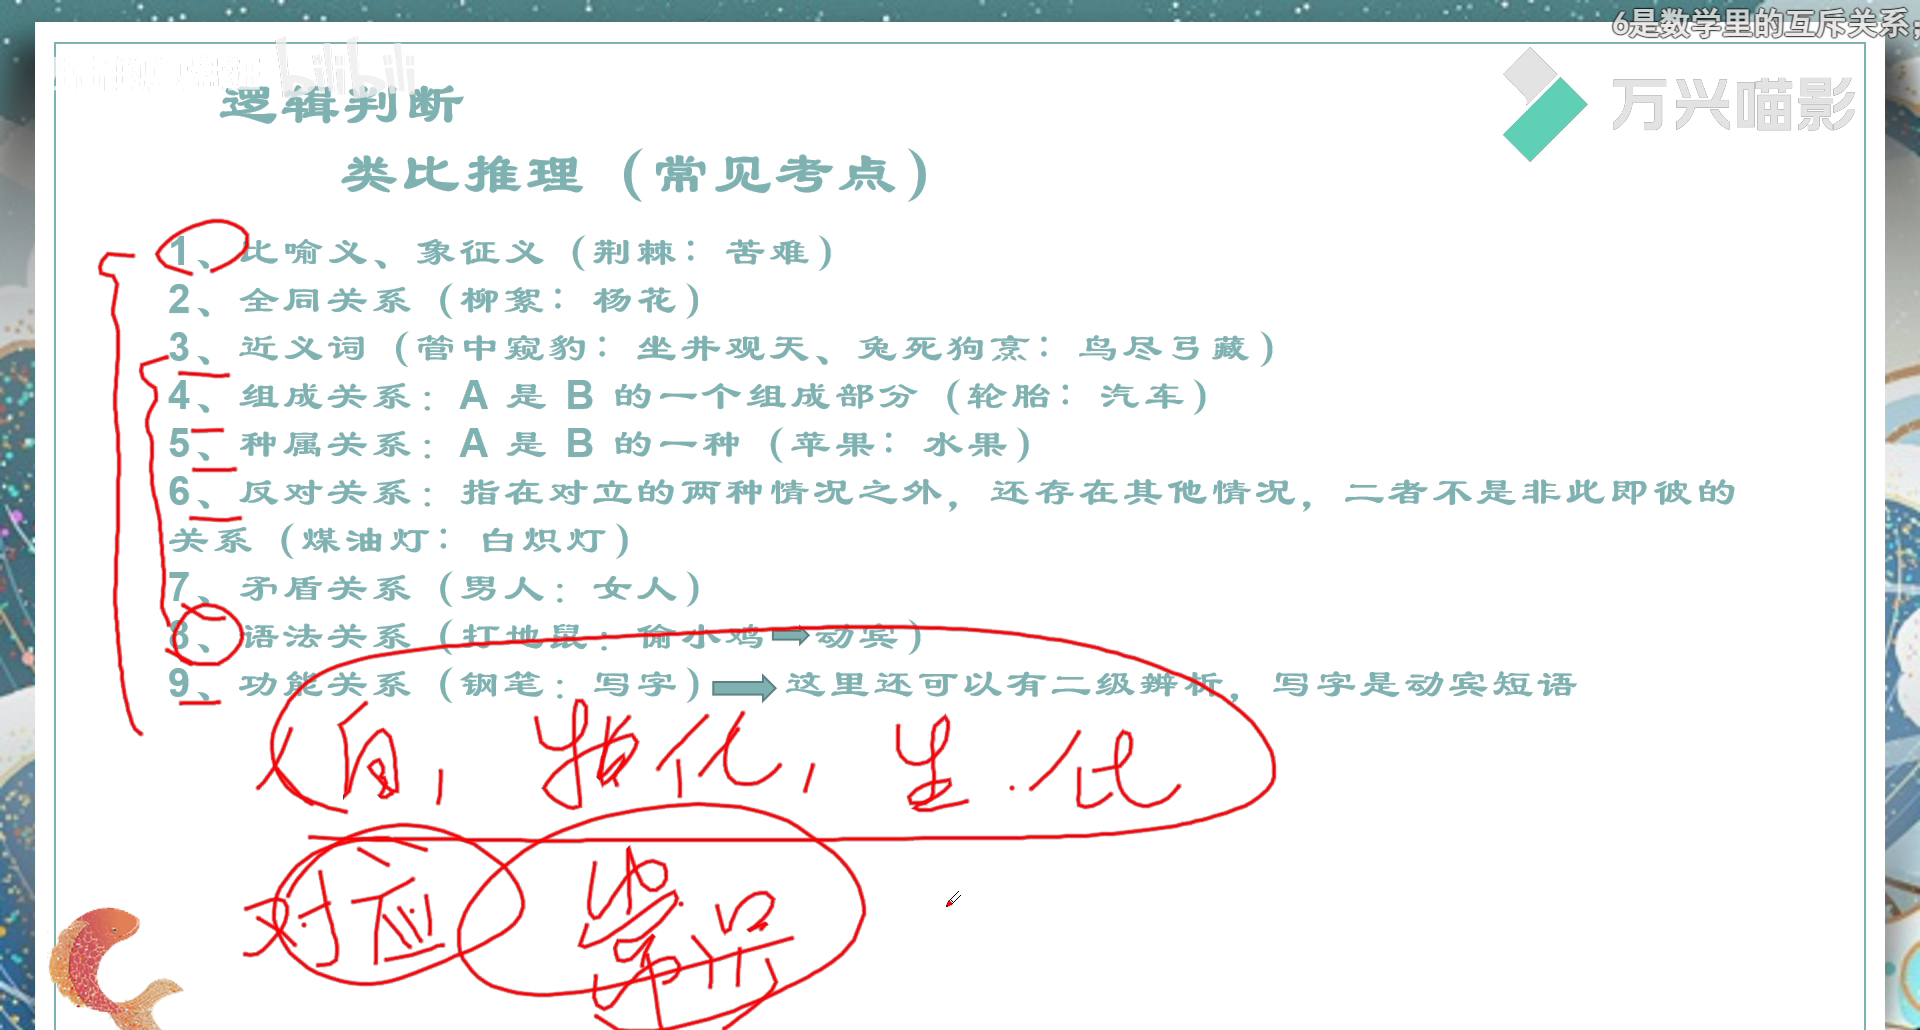 6是数学里的互斥关系，
bilibili
万兴喵影
逻辑判断
类比推理（常见考点）
1、比喻义、象征义（荆棘：苦难）
2、全同关系（柳絮：杨花）
3、近义词（管中窥豹：坐井观天、兔死狗烹：鸟尽弓藏）
4、组成关系：A 是 B 的一个组成部分（轮胎：汽车）
5、种属关系：A 是 B 的一种（苹果：水果）
6、反对关系：指在对立的两种情况之外，还存在其他情况，二者不是非此即彼的
关系（煤油灯：白炽灯）
7、矛盾关系（男人：女人）
8、语法关系（打地鼠：偷小鸡➡动宾）
9、功能关系（钢笔：写字）➡这里还可以有二级辨析，写字是动宾短语
对应 常识